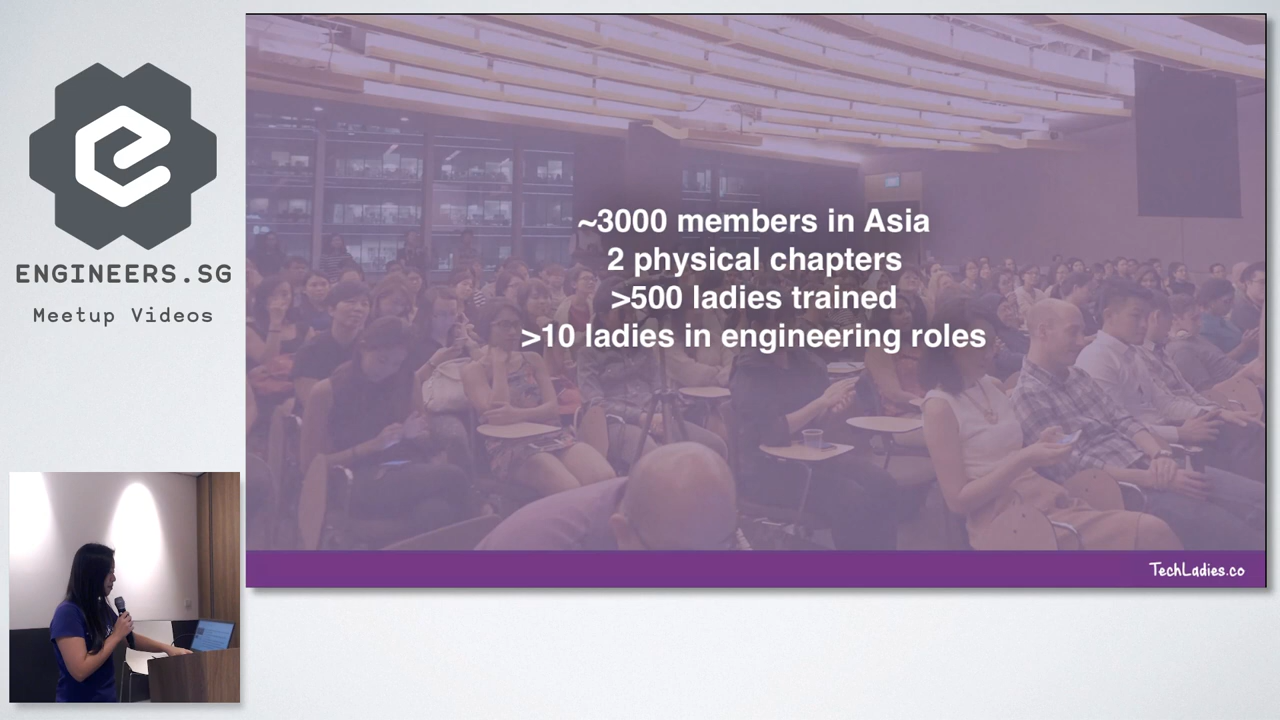 ENGINEERS.SG
Meetup Videos
~3000 members in Asia
2 physical chapters
>500 ladies trained
>10 ladies in engineering roles
TechLadies.co